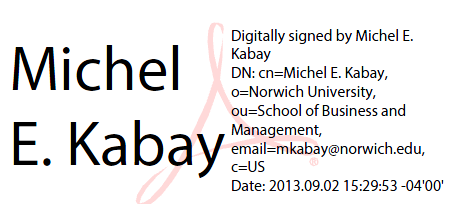 Michel
E. Kabay
Digitally signed by Michel E.
Kabay
DN: cn=Michel E. Kabay,
o=Norwich University,
ou=School of Business and
Management,
email=mkabay@norwich.edu,
c=US
Date: 2013.09.02 15:29:53 -04'00'
®